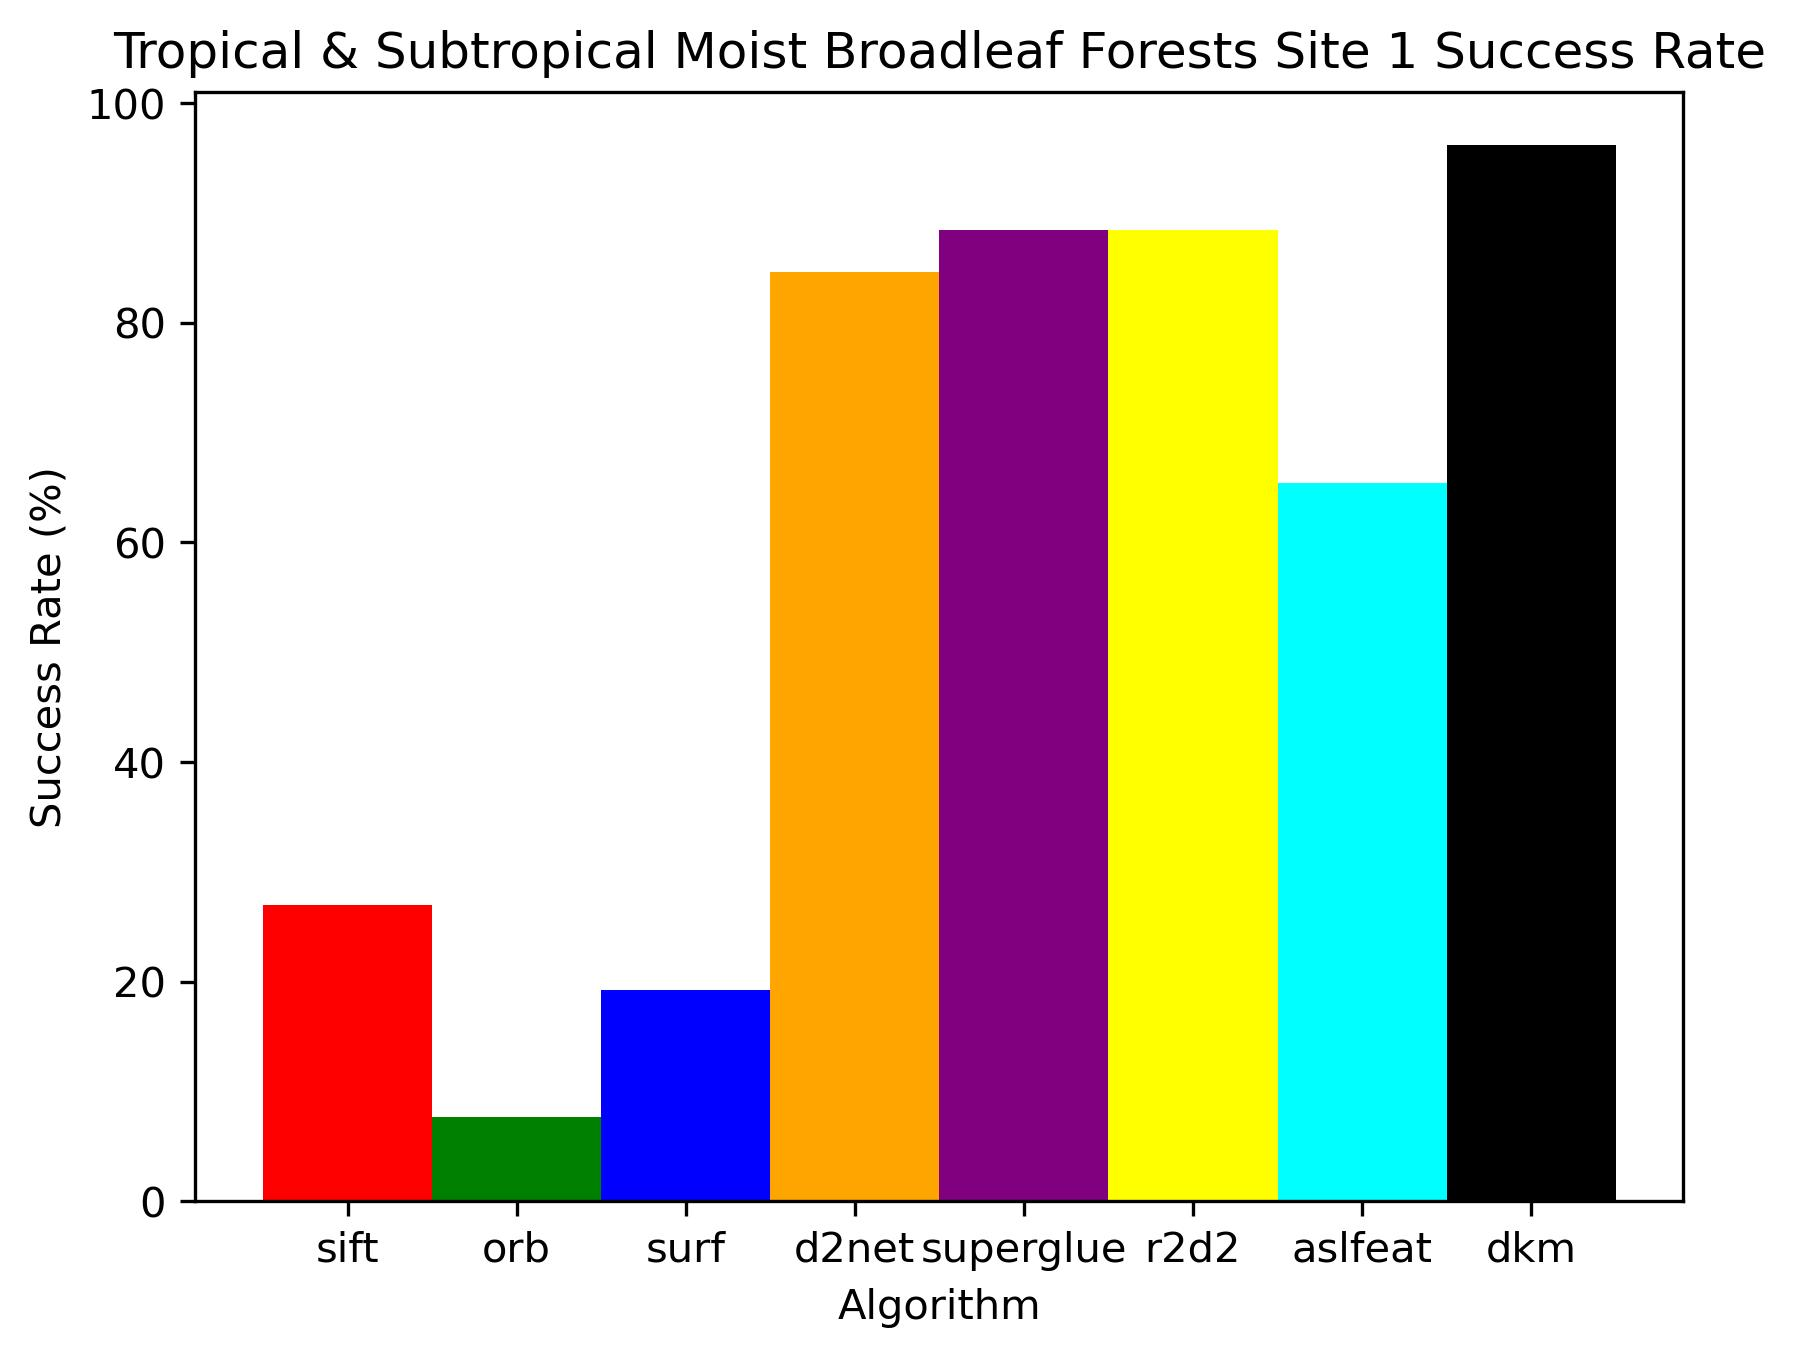 Tropical & Subtropical Moist Broadleaf Forests Site 1 Success Rate
100
80
60
40
20
0
Success Rate (%)
sift orb surf d2net superglue r2d2 aslfeat dkm
Algorithm